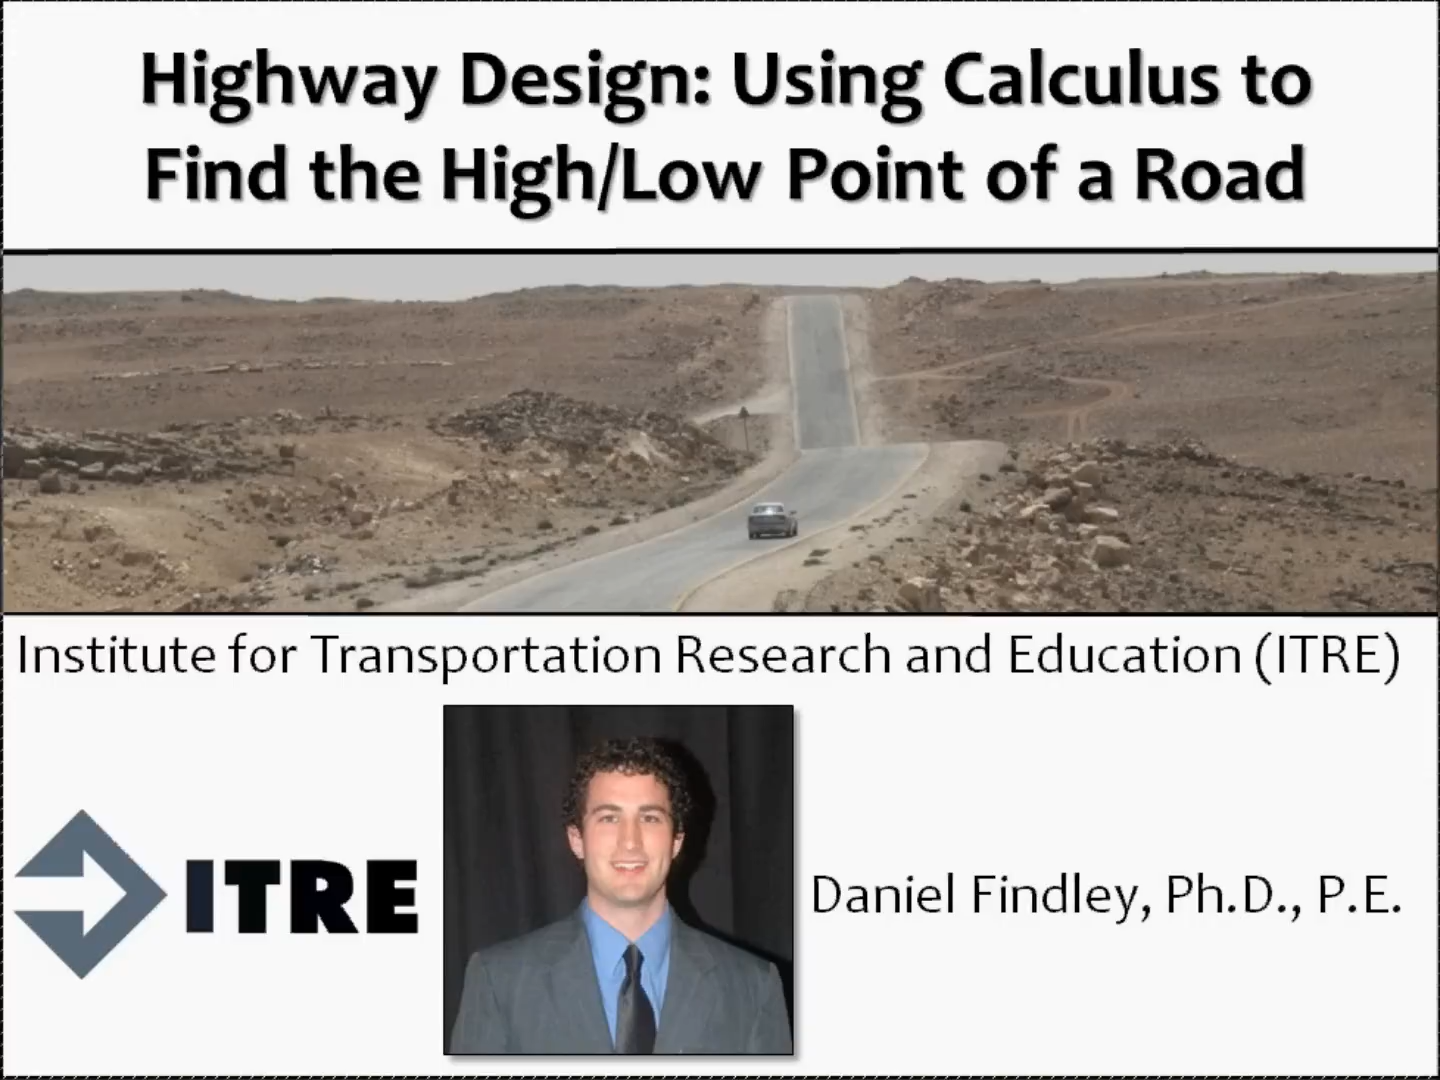 Highway Design: Using Calculus to
Find the High/Low Point of a Road
Institute for Transportation Research and Education (ITRE)
ITRE
Daniel Findley, Ph.D., P.E.